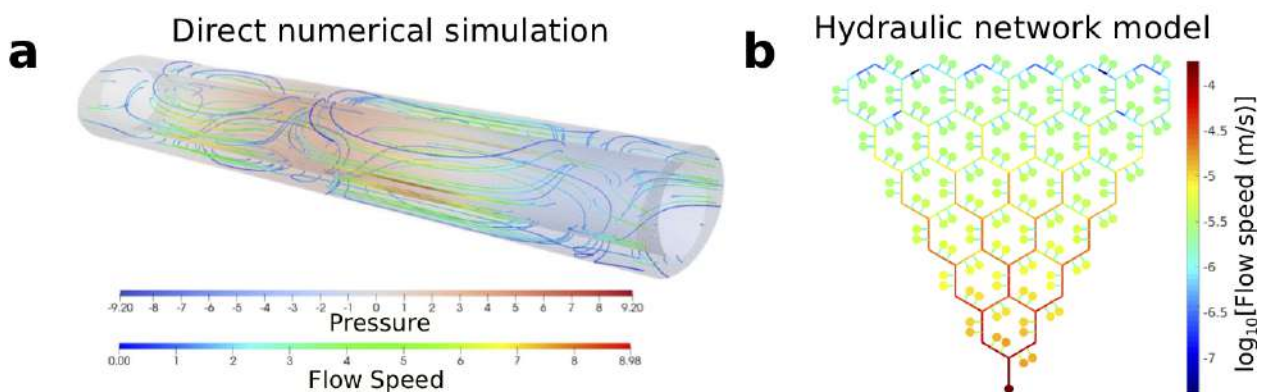 a
Direct numerical simulation
-9.20 -8 -7 -6 -5 -4 -3 -2 -1 0 1 2 3 4 5 6 7 8 9.20
Pressure
0.00 1 2 3 4 5 6 7 8 8.98
Flow Speed
b
Hydraulic network model
-4
-4.5
-5
-5.5
-6
-6.5
-7
log10[Flow speed (m/s)]